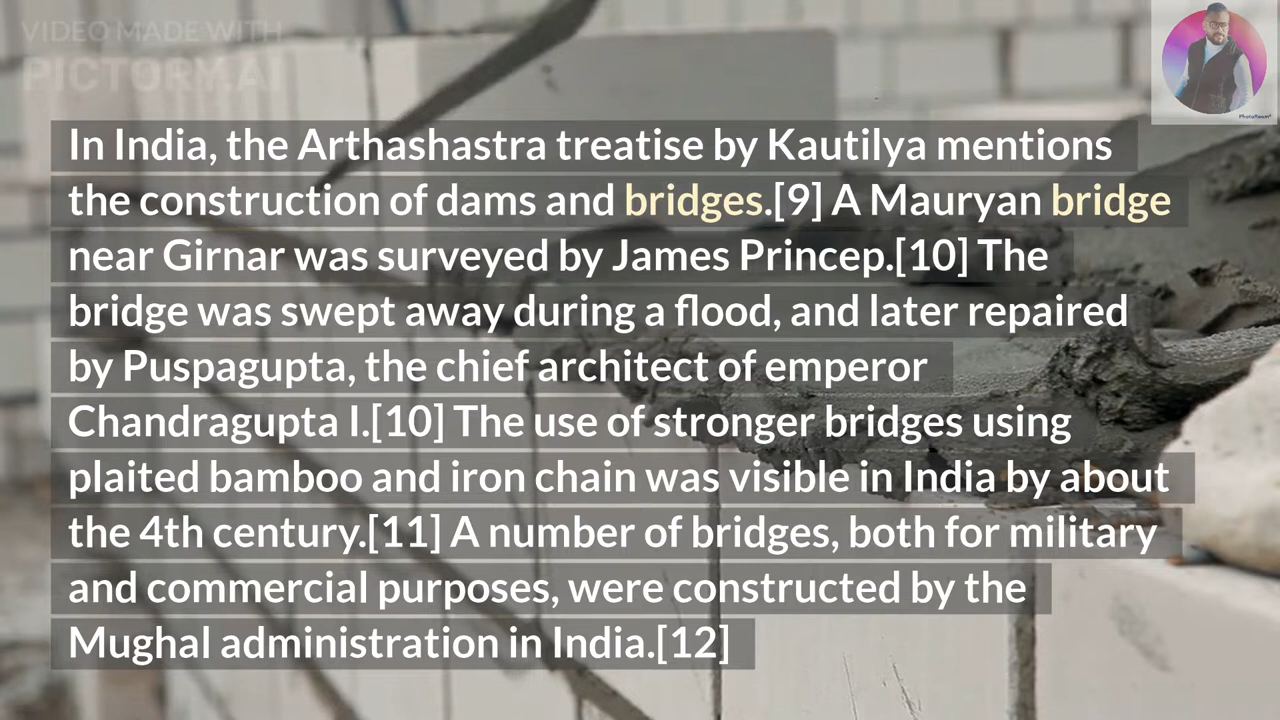 VIDEO MADE WITH
PICTORY.AI
PhotoRoom
In India, the Arthashastra treatise by Kautilya mentions
the construction of dams and bridges.[9] A Mauryan bridge
near Girnar was surveyed by James Princep.[10] The
bridge was swept away during a flood, and later repaired
by Puspagupta, the chief architect of emperor
Chandragupta I.[10] The use of stronger bridges using
plaited bamboo and iron chain was visible in India by about
the 4th century.[11] A number of bridges, both for military
and commercial purposes, were constructed by the
Mughal administration in India.[12]